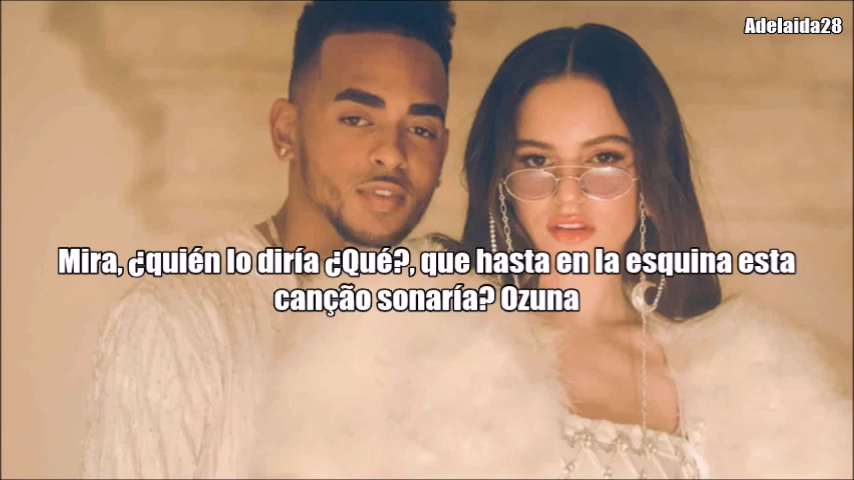 Adelaida28
Mira, ¿quién lo diría ¿Qué?, que hasta en la esquina esta
canção sonaría? Ozuna